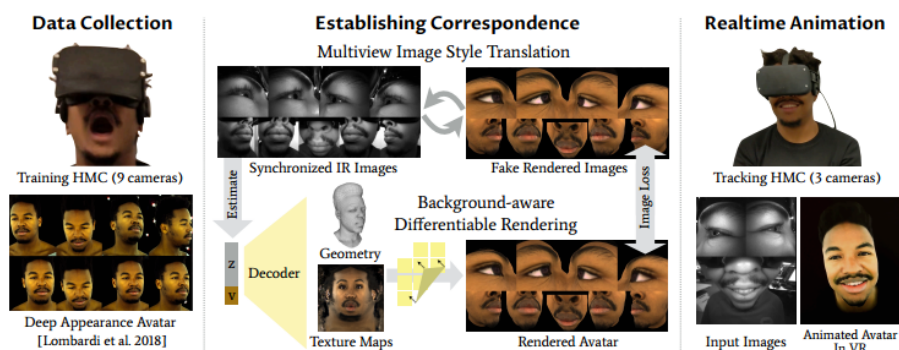 Data Collection
Training HMC (9 cameras)
Deep Appearance Avatar
[Lombardi et al. 2018]
Establishing Correspondence
Multiview Image Style Translation
Synchronized IR Images
Fake Rendered Images
Estimate
Image Loss
z
v
Decoder
Geometry
Texture Maps
Background-aware
Differentiable Rendering
Rendered Avatar
Realtime Animation
Tracking HMC (3 cameras)
Input Images
Animated Avatar
In VR